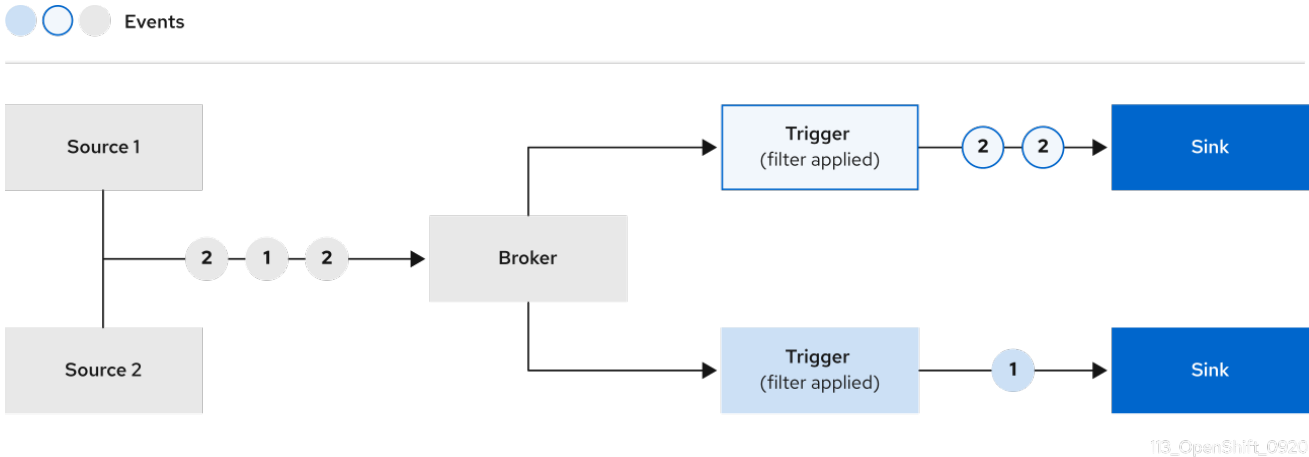 Events
Source 1
Trigger
(filter applied)
2 2
Sink
2 1 2
Broker
Source 2
Trigger
(filter applied)
1
Sink
113_OpenShift_0920